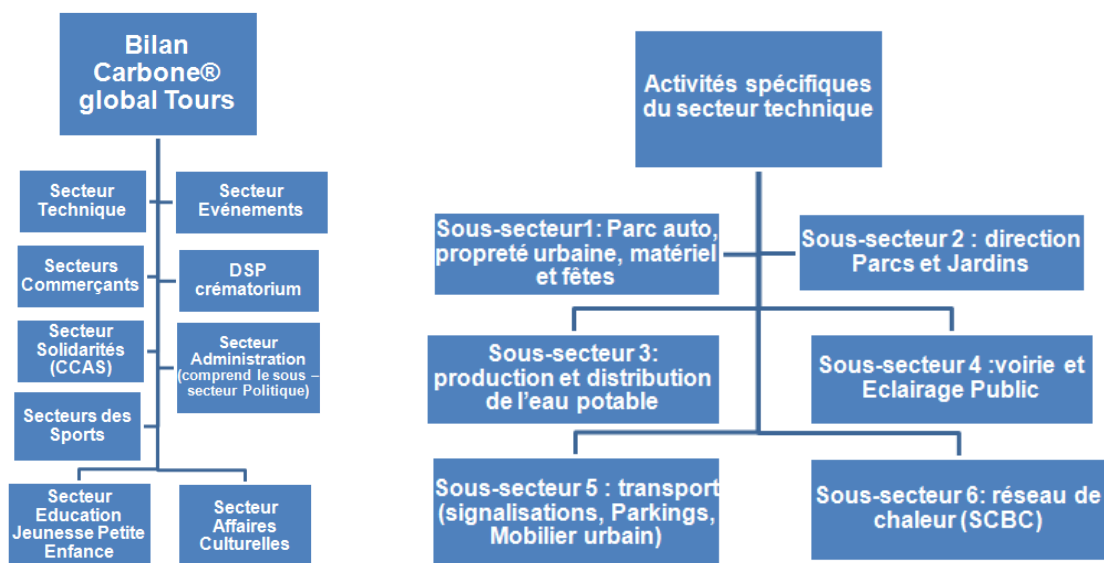 Bilan
Carbone®
global Tours
Secteur
Technique
Secteur
Evénements
Secteurs
Commerçants
DSP
crématorium
Secteur
Solidarités
(CCAS)
Secteur
Administration
(comprend le sous –
secteur Politique)
Secteurs des
Sports
Secteur
Education
Jeunesse Petite
Enfance
Secteur
Affaires
Culturelles
Activités spécifiques
du secteur technique
Sous-secteur1: Parc auto,
propreté urbaine, matériel
et fêtes
Sous-secteur 2 : direction
Parcs et Jardins
Sous-secteur 3:
production et distribution
de l’eau potable
Sous-secteur 4 :voirie et
Eclairage Public
Sous-secteur 5 : transport
(signalisations, Parkings,
Mobilier urbain)
Sous-secteur 6: réseau de
chaleur (SCBC)